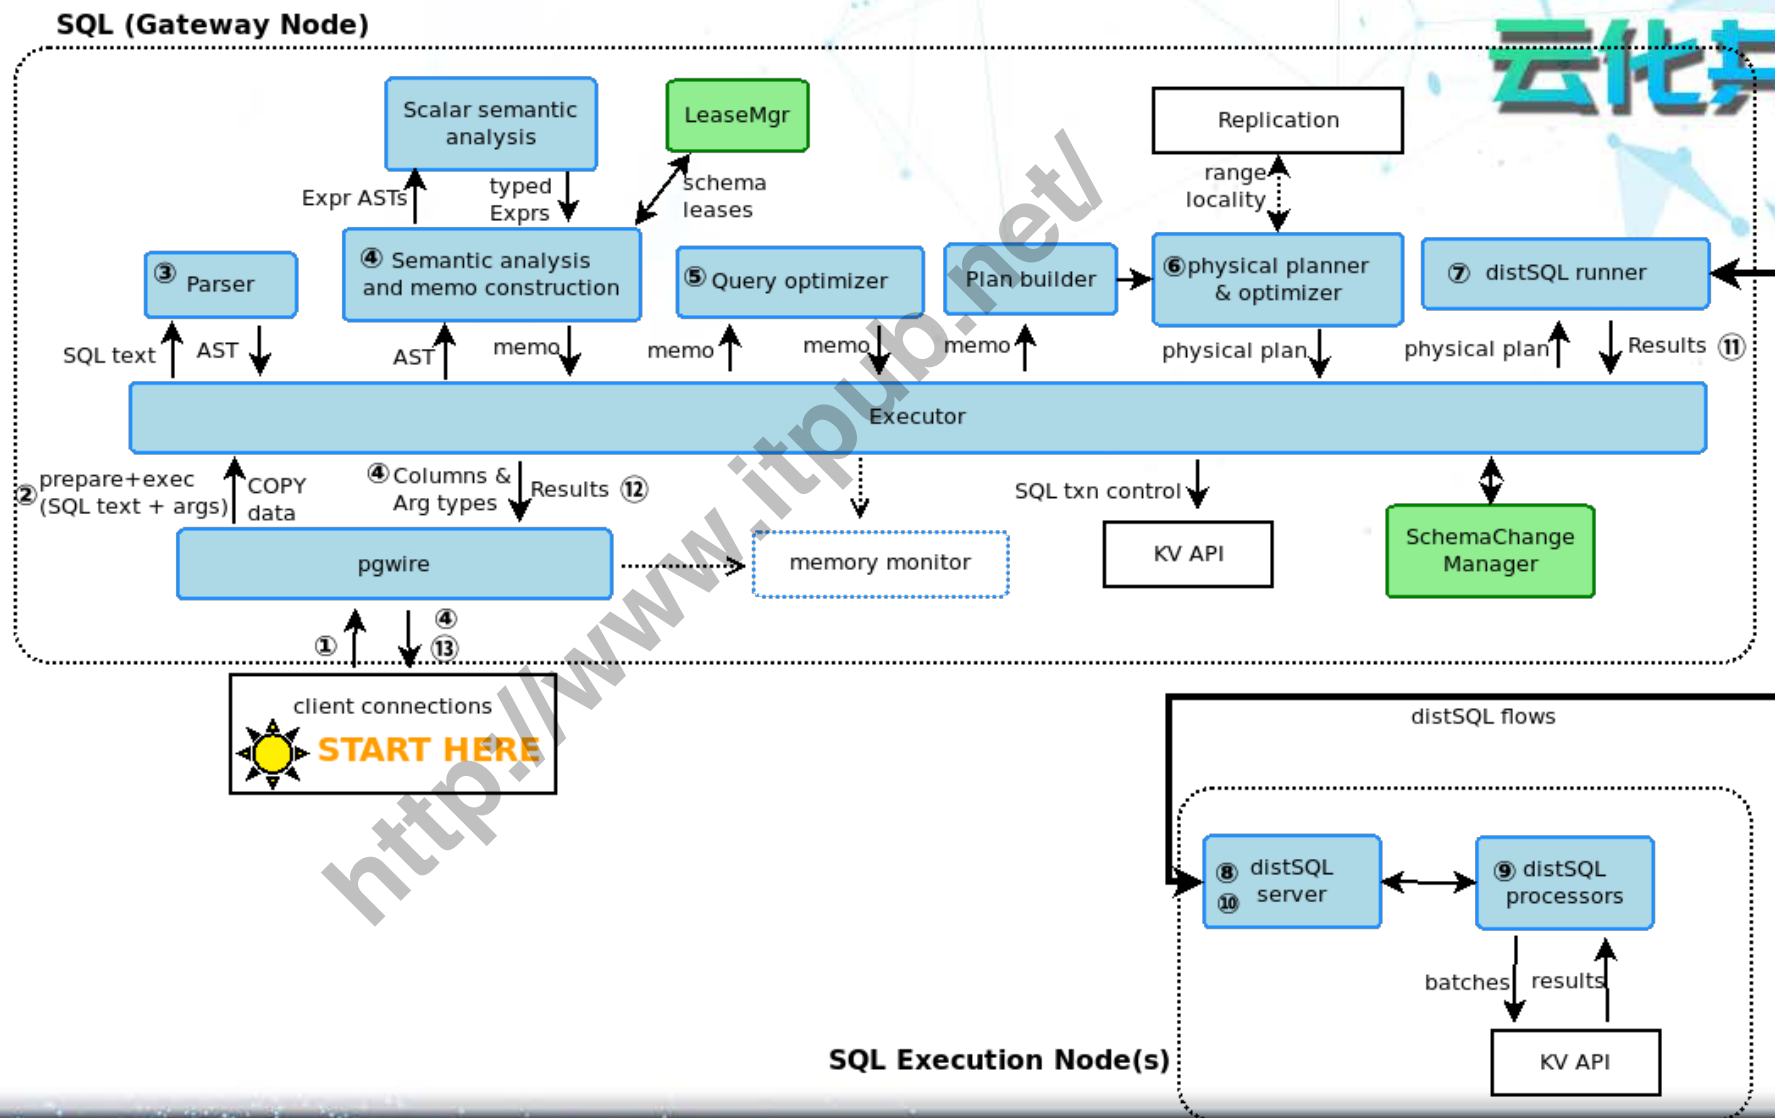 SQL (Gateway Node)
云化
Scalar semantic
analysis
LeaseMgr
Replication
Expr ASTs
typed
Exprs
schema
leases
range
locality
③ Parser
④ Semantic analysis
and memo construction
⑤ Query optimizer
Plan builder
⑥ physical planner
& optimizer
⑦ distSQL runner
SQL text
AST
AST
memo
memo
memo
memo
physical plan
physical plan
Results ⑪
Executor
② prepare+exec
(SQL text + args)
COPY
data
④ Columns &
Arg types
Results ⑫
SQL txn control
pgwire
memory monitor
KV API
SchemaChange
Manager
①
④
⑬
client connections
START HERE
distSQL flows
⑧ distSQL
⑩ server
⑨ distSQL
processors
batches
results
SQL Execution Node(s)
KV API
http://www.itpub.net/